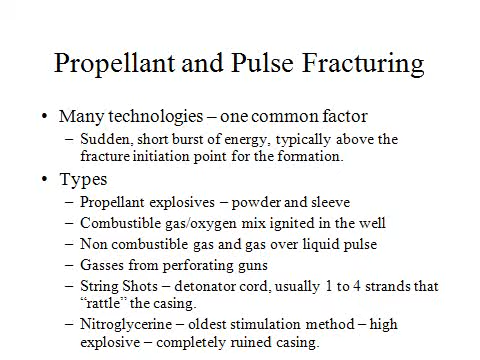 Propellant and Pulse Fracturing
• Many technologies – one common factor
– Sudden, short burst of energy, typically above the
fracture initiation point for the formation.
• Types
– Propellant explosives – powder and sleeve
– Combustible gas/oxygen mix ignited in the well
– Non combustible gas and gas over liquid pulse
– Gasses from perforating guns
– String Shots – detonator cord, usually 1 to 4 strands that
“rattle” the casing.
– Nitroglycerine – oldest stimulation method – high
explosive – completely ruined casing.